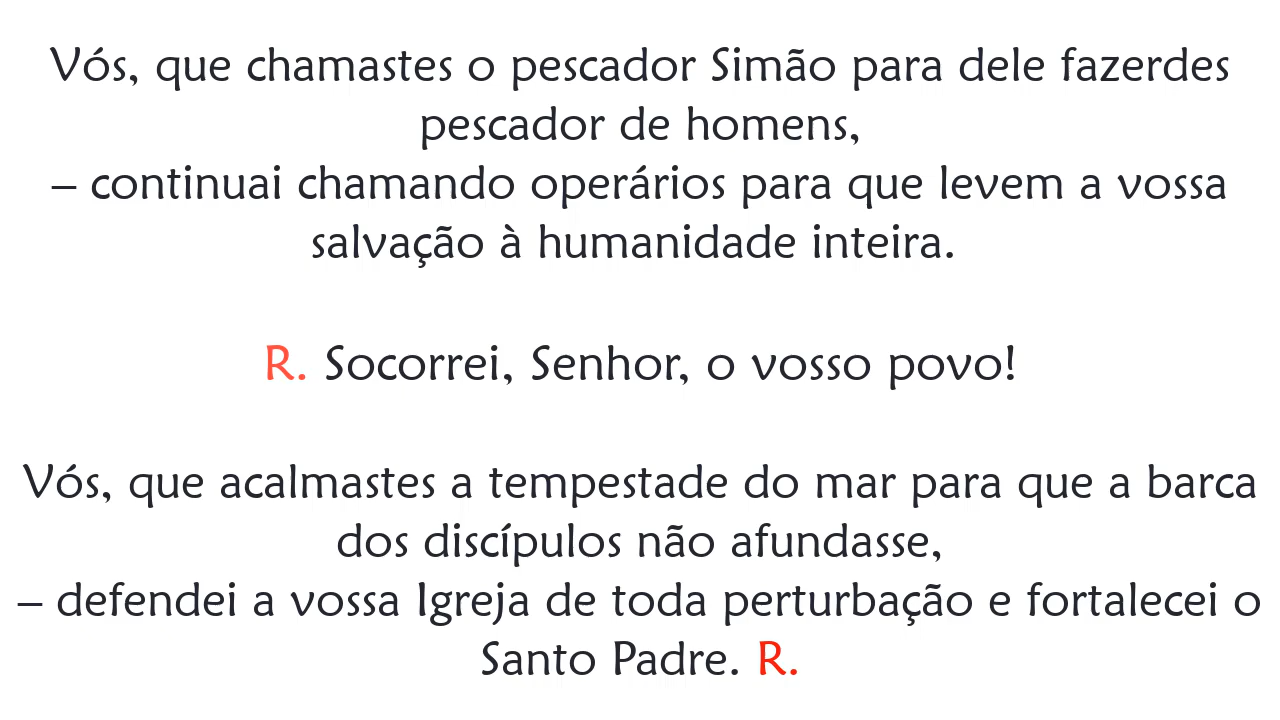 Vós, que chamastes o pescador Simão para dele fazerdes
pescador de homens,
– continuai chamando operários para que levem a vossa
salvação à humanidade inteira.
R. Socorrei, Senhor, o vosso povo!
Vós, que acalmastes a tempestade do mar para que a barca
dos discípulos não afundasse,
– defendei a vossa Igreja de toda perturbação e fortalecei o
Santo Padre. R.